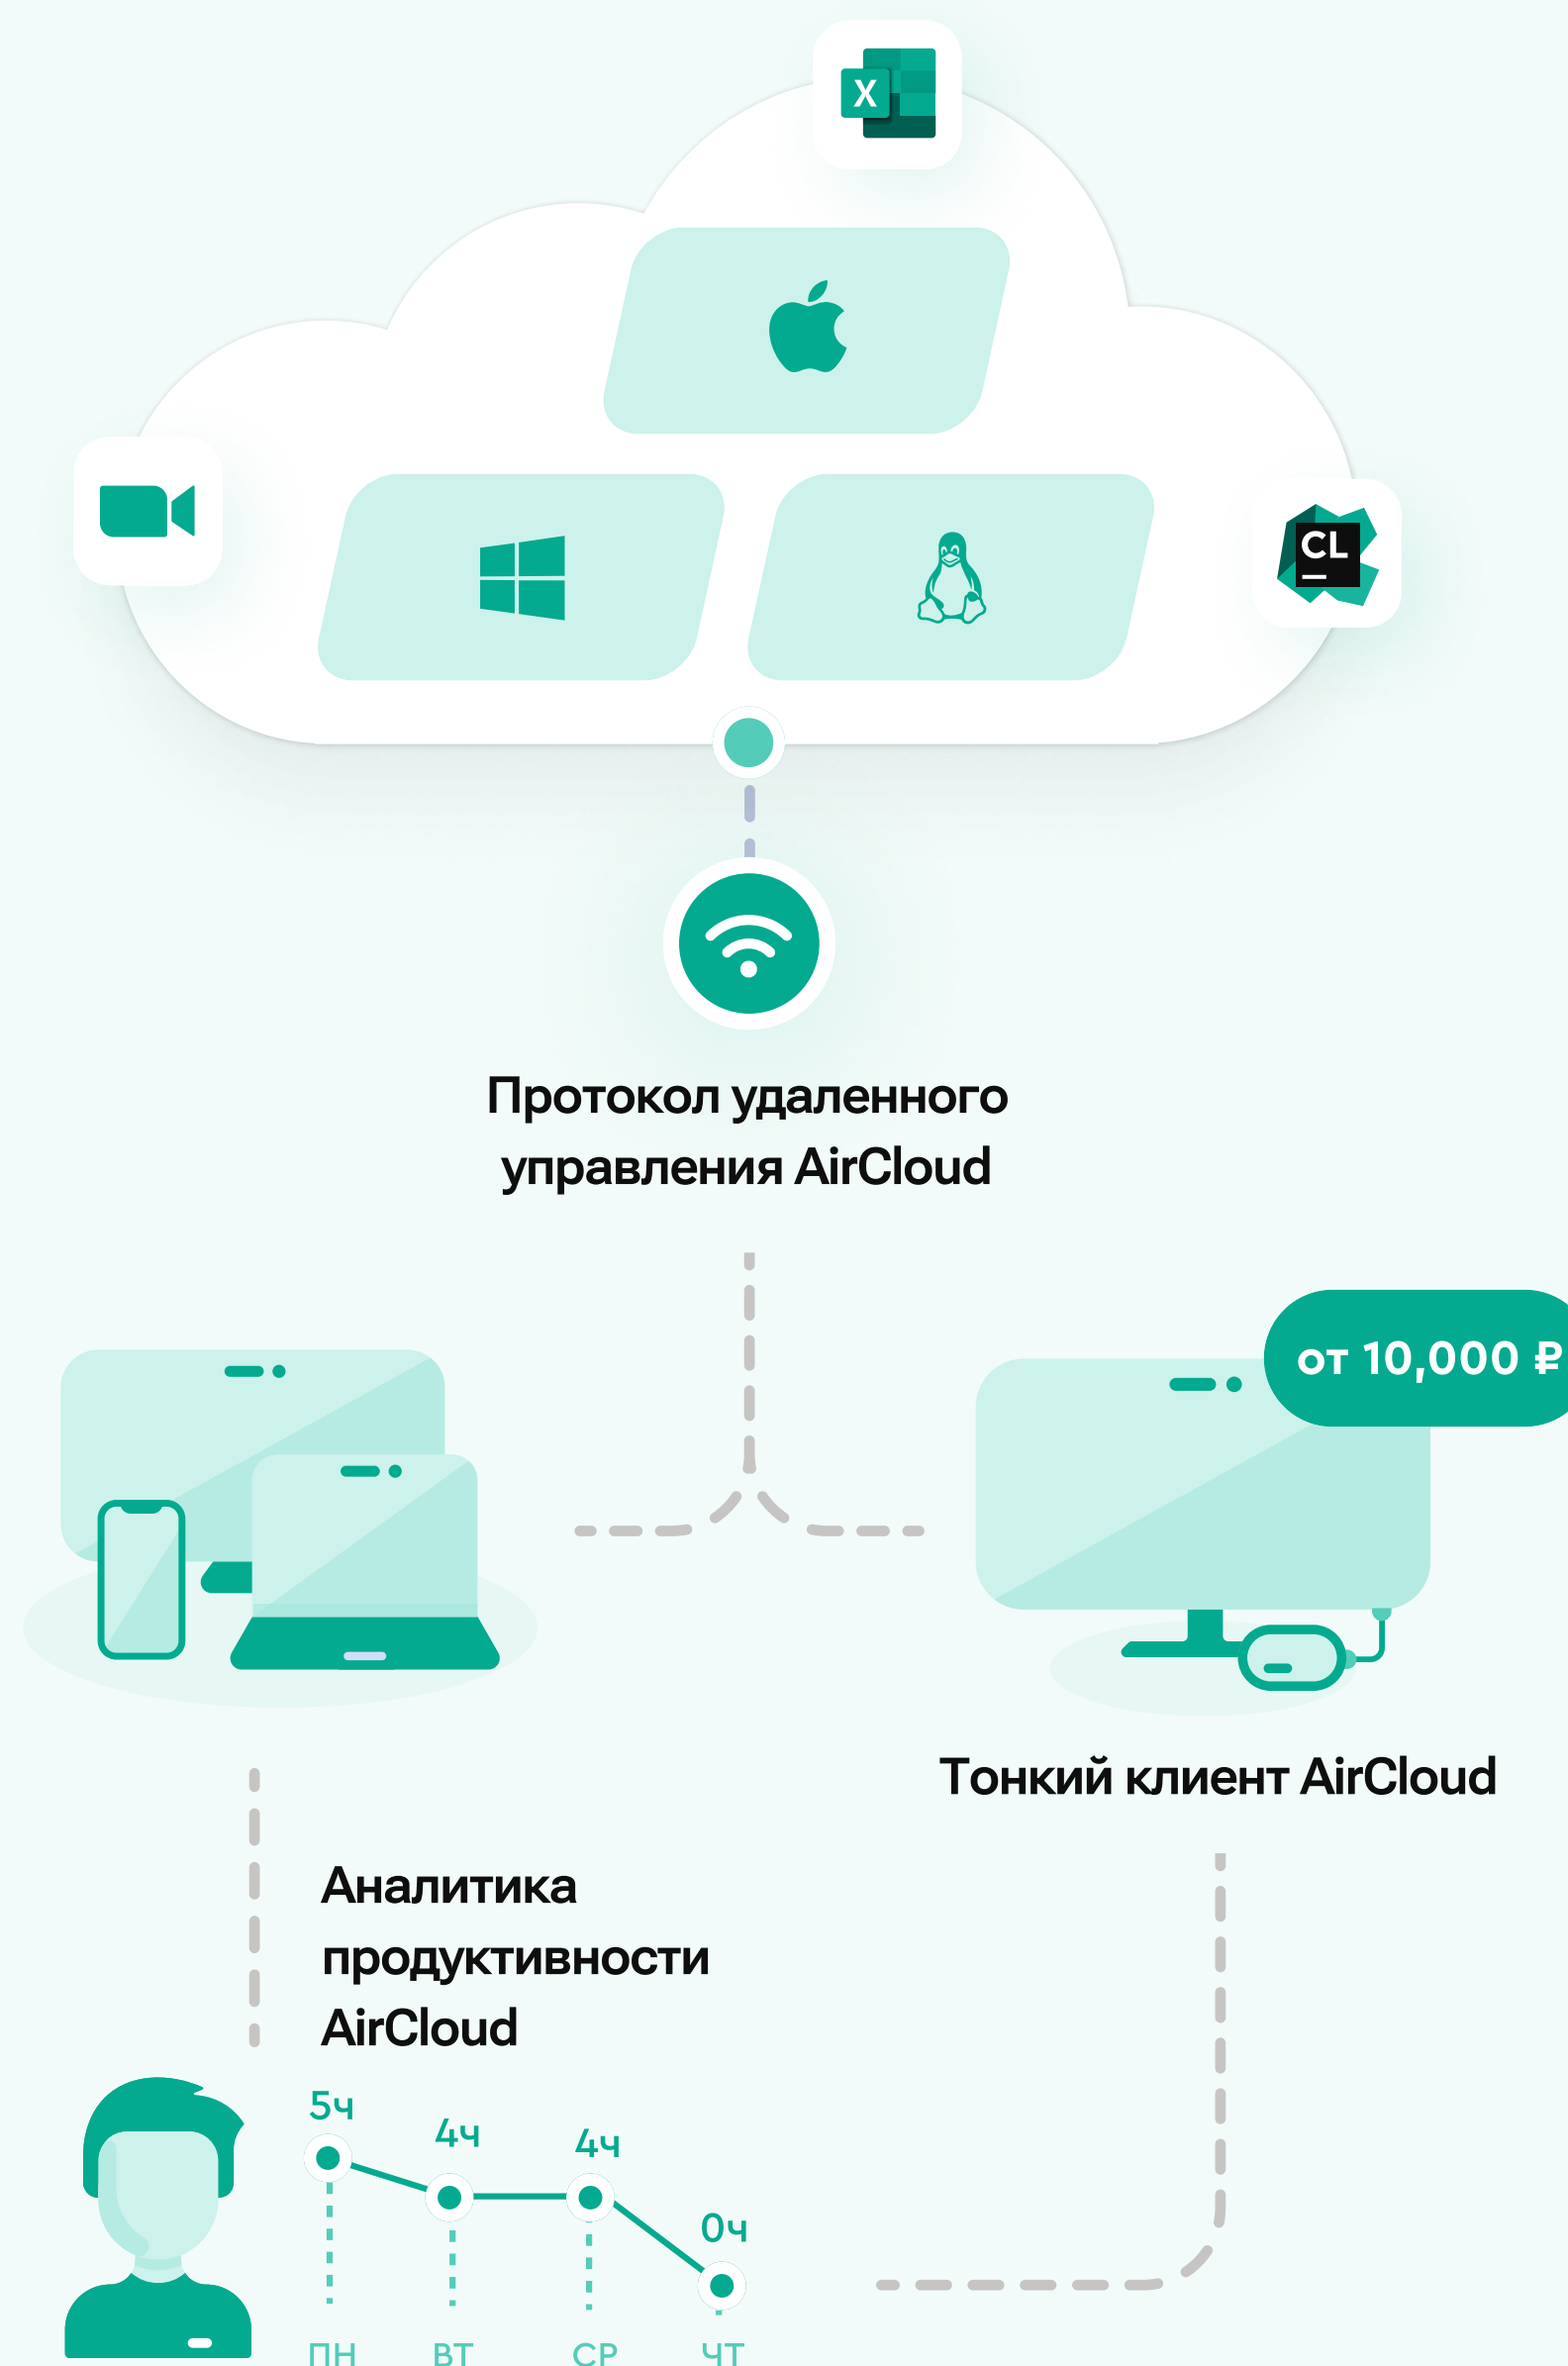 X
CL
Протокол удаленного
управления AirCloud
от 10,000 ₽
Тонкий клиент AirCloud
Аналитика
продуктивности
AirCloud
5ч
4ч
4ч
0ч
ПН ВТ СР ЧТ